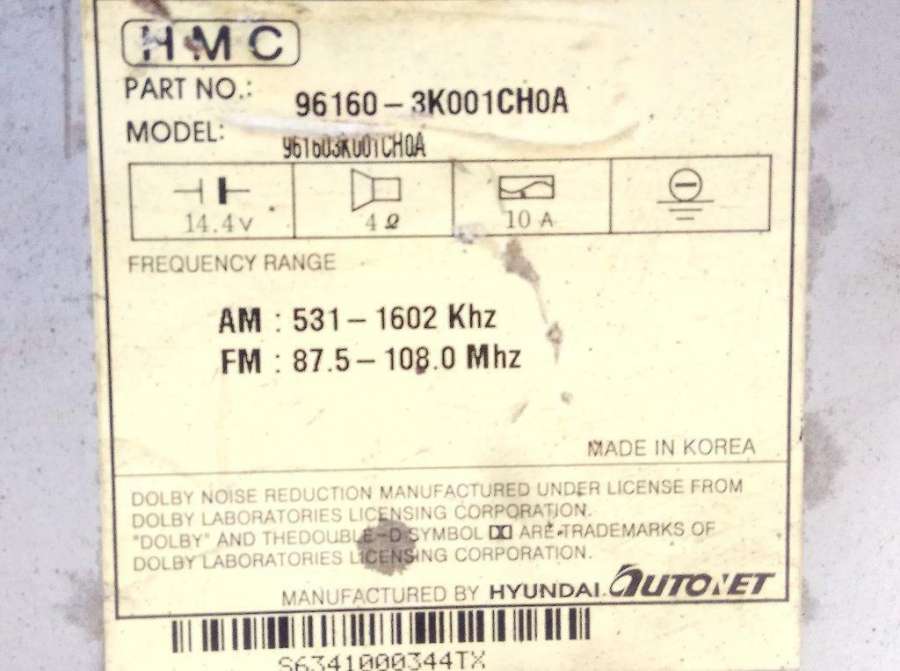 HMC
PART NO.: 96160-3K001CH0A
MODEL: 961603K001CH0A
14.4V 4Ω 10 A
FREQUENCY RANGE
AM : 531-1602 Khz
FM : 87.5-108.0 Mhz
MADE IN KOREA
DOLBY NOISE REDUCTION MANUFACTURED UNDER LICENSE FROM
DOLBY LABORATORIES LICENSING CORPORATION.
"DOLBY" AND THEDOUBLE-D SYMBOL ARE TRADEMARKS OF
DOLBY LABORATORIES LICENSING CORPORATION.
MANUFACTURED BY HYUNDAI AUTONET
S6341000344TX